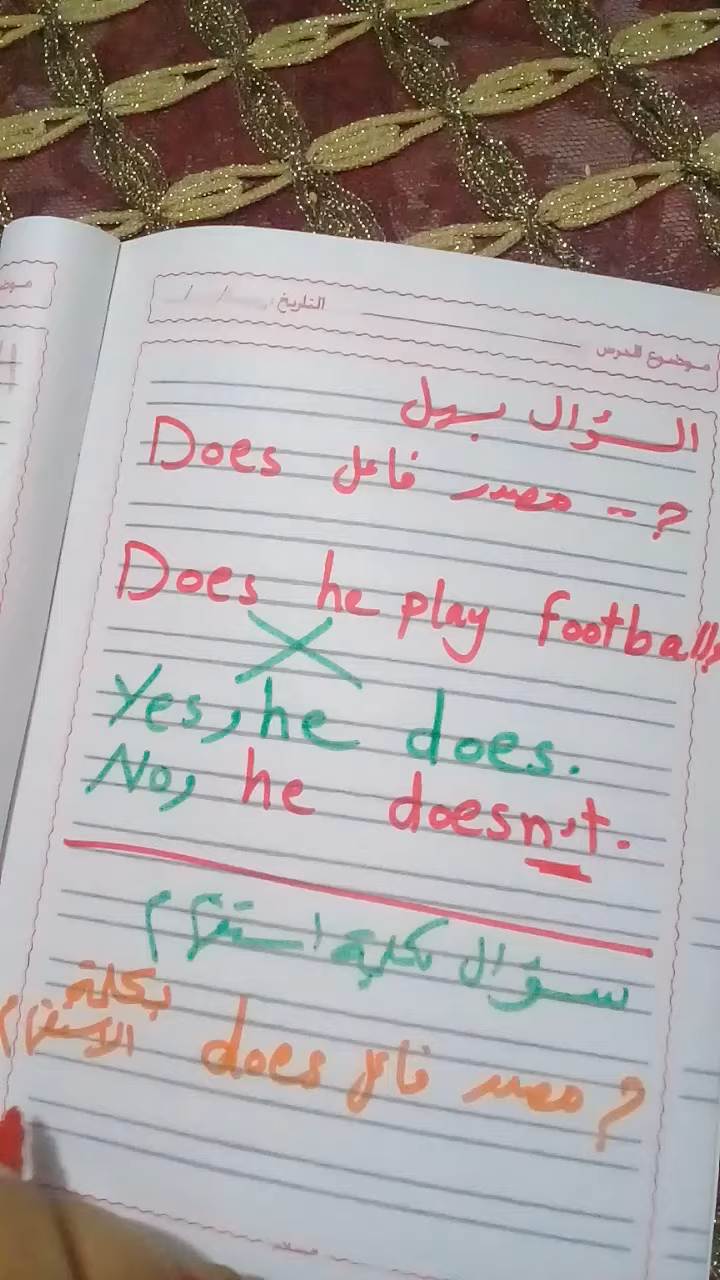 موضوع الدرس التاريخ: / /
السؤال بهل
Does فاعل مصدر -- ?
Does he play football?
Yes, he does.
No, he doesn't.
سؤال بكلمة استفهام
بكلمة
الاستفهام does فاعل مصدر ?